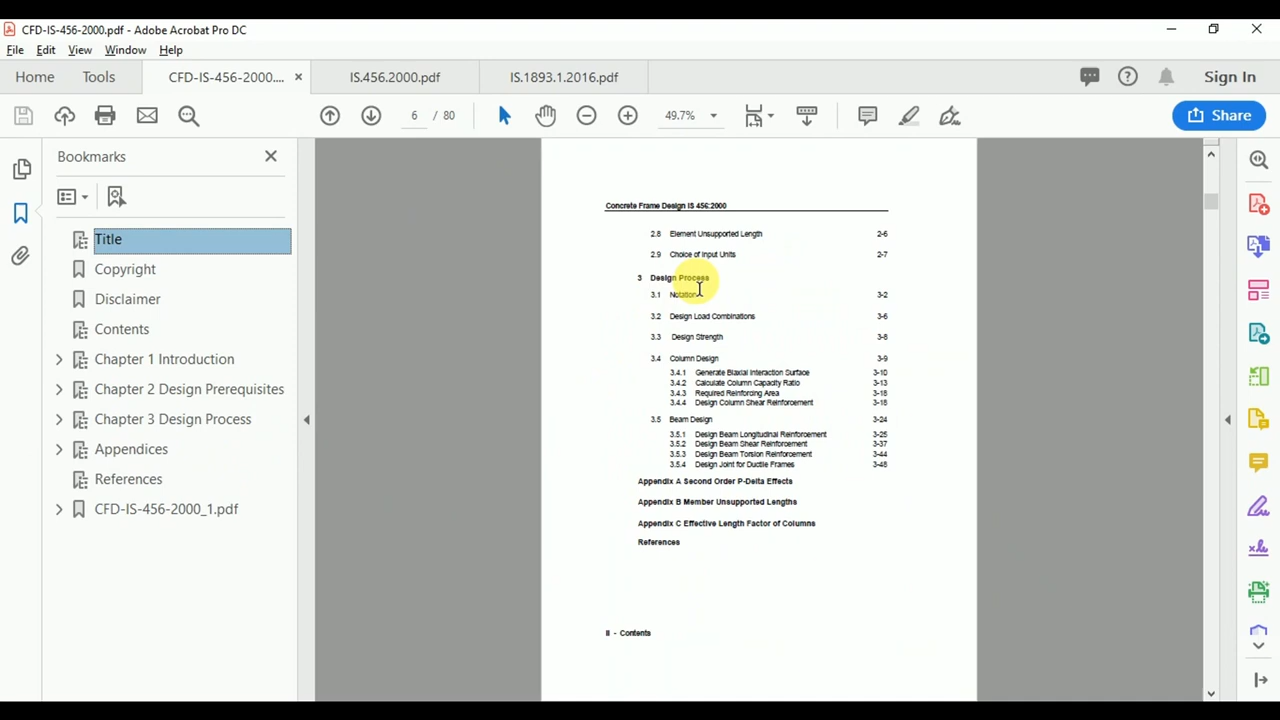 CFD-IS-456-2000.pdf - Adobe Acrobat Pro DC
File Edit View Window Help
Home Tools CFD-IS-456-2000.... × IS.456.2000.pdf IS.1893.1.2016.pdf Sign In
6 / 80 49.7% Share
Bookmarks
Title
Copyright
Disclaimer
Contents
Chapter 1 Introduction
Chapter 2 Design Prerequisites
Chapter 3 Design Process
Appendices
References
CFD-IS-456-2000_1.pdf
Concrete Frame Design IS 456:2000
2.8 Element Unsupported Length 2-6
2.9 Choice of Input Units 2-7
3 Design Process
3.1 Notation 3-2
3.2 Design Load Combinations 3-6
3.3 Design Strength 3-8
3.4 Column Design 3-9
3.4.1 Generate Biaxial Interaction Surface 3-10
3.4.2 Calculate Column Capacity Ratio 3-13
3.4.3 Required Reinforcing Area 3-18
3.4.4 Design Column Shear Reinforcement 3-18
3.5 Beam Design 3-24
3.5.1 Design Beam Longitudinal Reinforcement 3-25
3.5.2 Design Beam Shear Reinforcement 3-37
3.5.3 Design Beam Torsion Reinforcement 3-44
3.5.4 Design Joint for Ductile Frames 3-48
Appendix A Second Order P-Delta Effects
Appendix B Member Unsupported Lengths
Appendix C Effective Length Factor of Columns
References
II - Contents